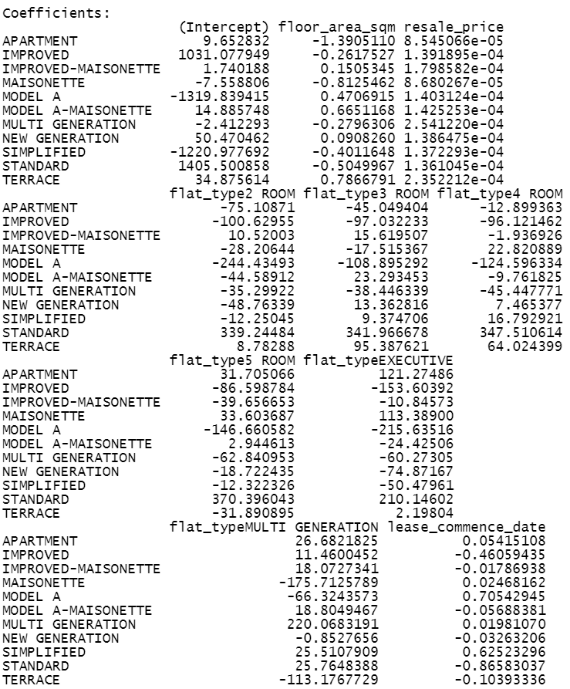 Coefficients:
(Intercept) floor_area_sqm resale_price
APARTMENT 9.652832 -1.3905110 8.545066e-05
IMPROVED 1031.077949 -0.2617527 1.391895e-04
IMPROVED-MAISONETTE 1.740188 0.1505345 1.798582e-04
MAISONETTE -7.558806 -0.8125462 8.680267e-05
MODEL A -1319.839415 0.4706915 1.403124e-04
MODEL A-MAISONETTE 14.885748 0.6651168 1.425253e-04
MULTI GENERATION -2.412293 -0.2796306 2.541220e-04
NEW GENERATION 50.470462 0.0908260 1.386475e-04
SIMPLIFIED -1220.977692 -0.4011648 1.372293e-04
STANDARD 1405.500858 -0.5049967 1.361045e-04
TERRACE 34.875614 0.7866791 2.352212e-04
flat_type2 ROOM flat_type3 ROOM flat_type4 ROOM
APARTMENT -75.10871 -45.049404 -12.899363
IMPROVED -100.62955 -97.032233 -96.121462
IMPROVED-MAISONETTE 10.52003 15.619507 -1.936926
MAISONETTE -28.20644 -17.515367 22.820889
MODEL A -244.43493 -108.895292 -124.596334
MODEL A-MAISONETTE -44.58912 23.293453 -9.761825
MULTI GENERATION -35.29922 -38.446339 -45.447771
NEW GENERATION -48.76339 13.362816 7.465377
SIMPLIFIED -12.25045 9.374706 16.792921
STANDARD 339.24484 341.966678 347.510614
TERRACE 8.78288 95.387621 64.024399
flat_type5 ROOM flat_typeEXECUTIVE
APARTMENT 31.705066 121.27486
IMPROVED -86.598784 -153.60392
IMPROVED-MAISONETTE -39.656653 -10.84573
MAISONETTE 33.603687 113.38900
MODEL A -146.660582 -215.63516
MODEL A-MAISONETTE 2.944613 -24.42506
MULTI GENERATION -62.840953 -60.27305
NEW GENERATION -18.722435 -74.87167
SIMPLIFIED -12.322326 -50.47961
STANDARD 370.396043 210.14602
TERRACE -31.890895 2.19804
flat_typeMULTI GENERATION lease_commence_date
APARTMENT 26.6821825 0.05415108
IMPROVED 11.4600452 -0.46059435
IMPROVED-MAISONETTE 18.0727341 -0.01786938
MAISONETTE -175.7125789 0.02468162
MODEL A -66.3243573 0.70542945
MODEL A-MAISONETTE 18.8049467 -0.05688381
MULTI GENERATION 220.0683191 0.01981070
NEW GENERATION -0.8527656 -0.03263206
SIMPLIFIED 25.5107909 0.62523296
STANDARD 25.7648388 -0.86583037
TERRACE -113.1767729 -0.10393336